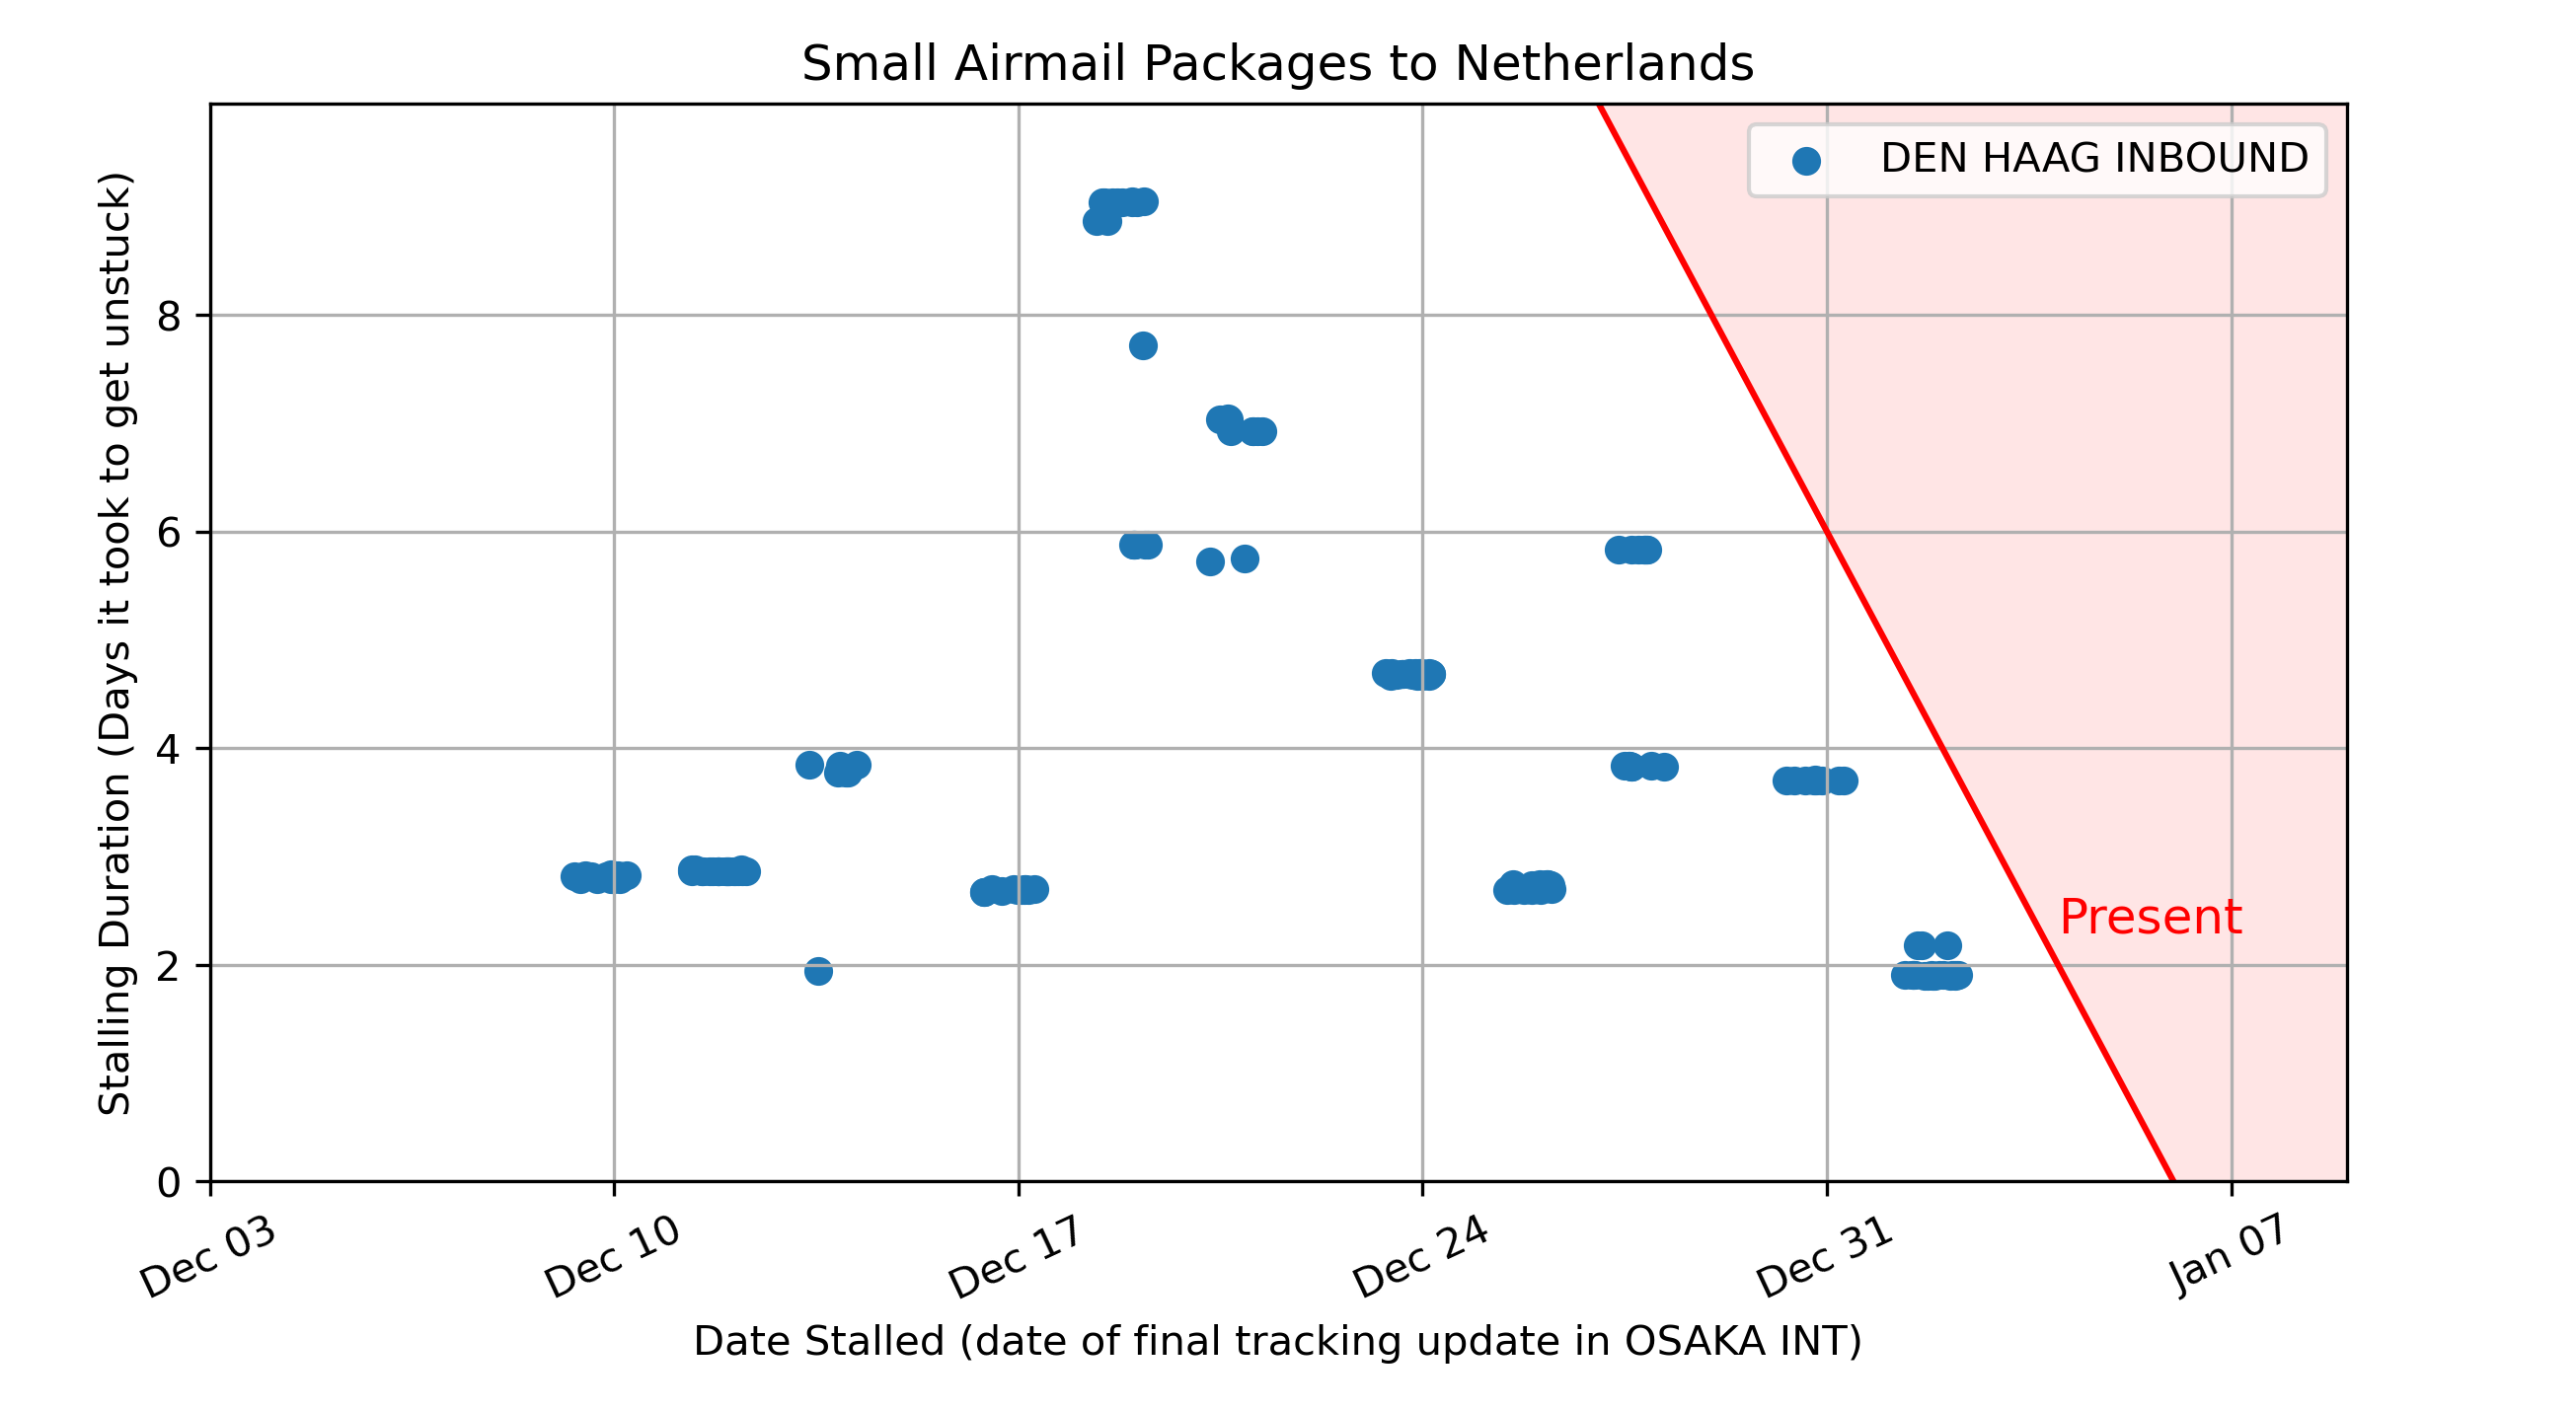 Small Airmail Packages to Netherlands
DEN HAAG INBOUND
Stalling Duration (Days it took to get unstuck)
8
6
4
2
0
Present
Dec 03
Dec 10
Dec 17
Dec 24
Dec 31
Jan 07
Date Stalled (date of final tracking update in OSAKA INT)